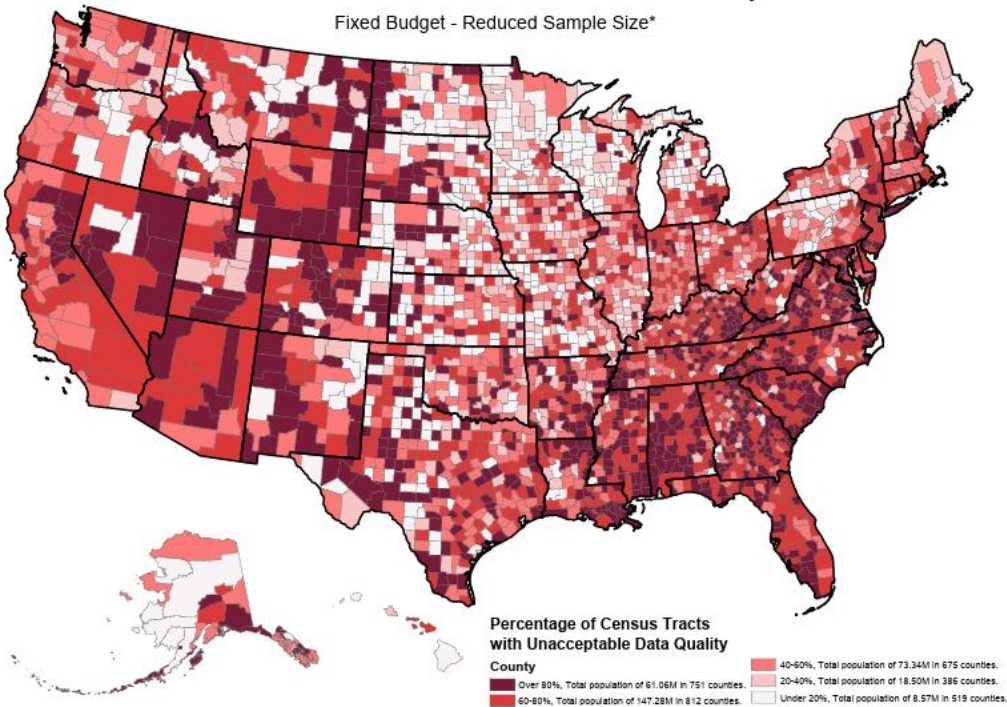 Fixed Budget - Reduced Sample Size*
Percentage of Census Tracts
with Unacceptable Data Quality
County
Over 80%, Total population of 61.06M in 751 counties.
60-80%, Total population of 147.28M in 812 counties.
40-60%, Total population of 73.34M in 675 counties.
20-40%, Total population of 18.50M in 386 counties.
Under 20%, Total population of 8.57M in 519 counties.